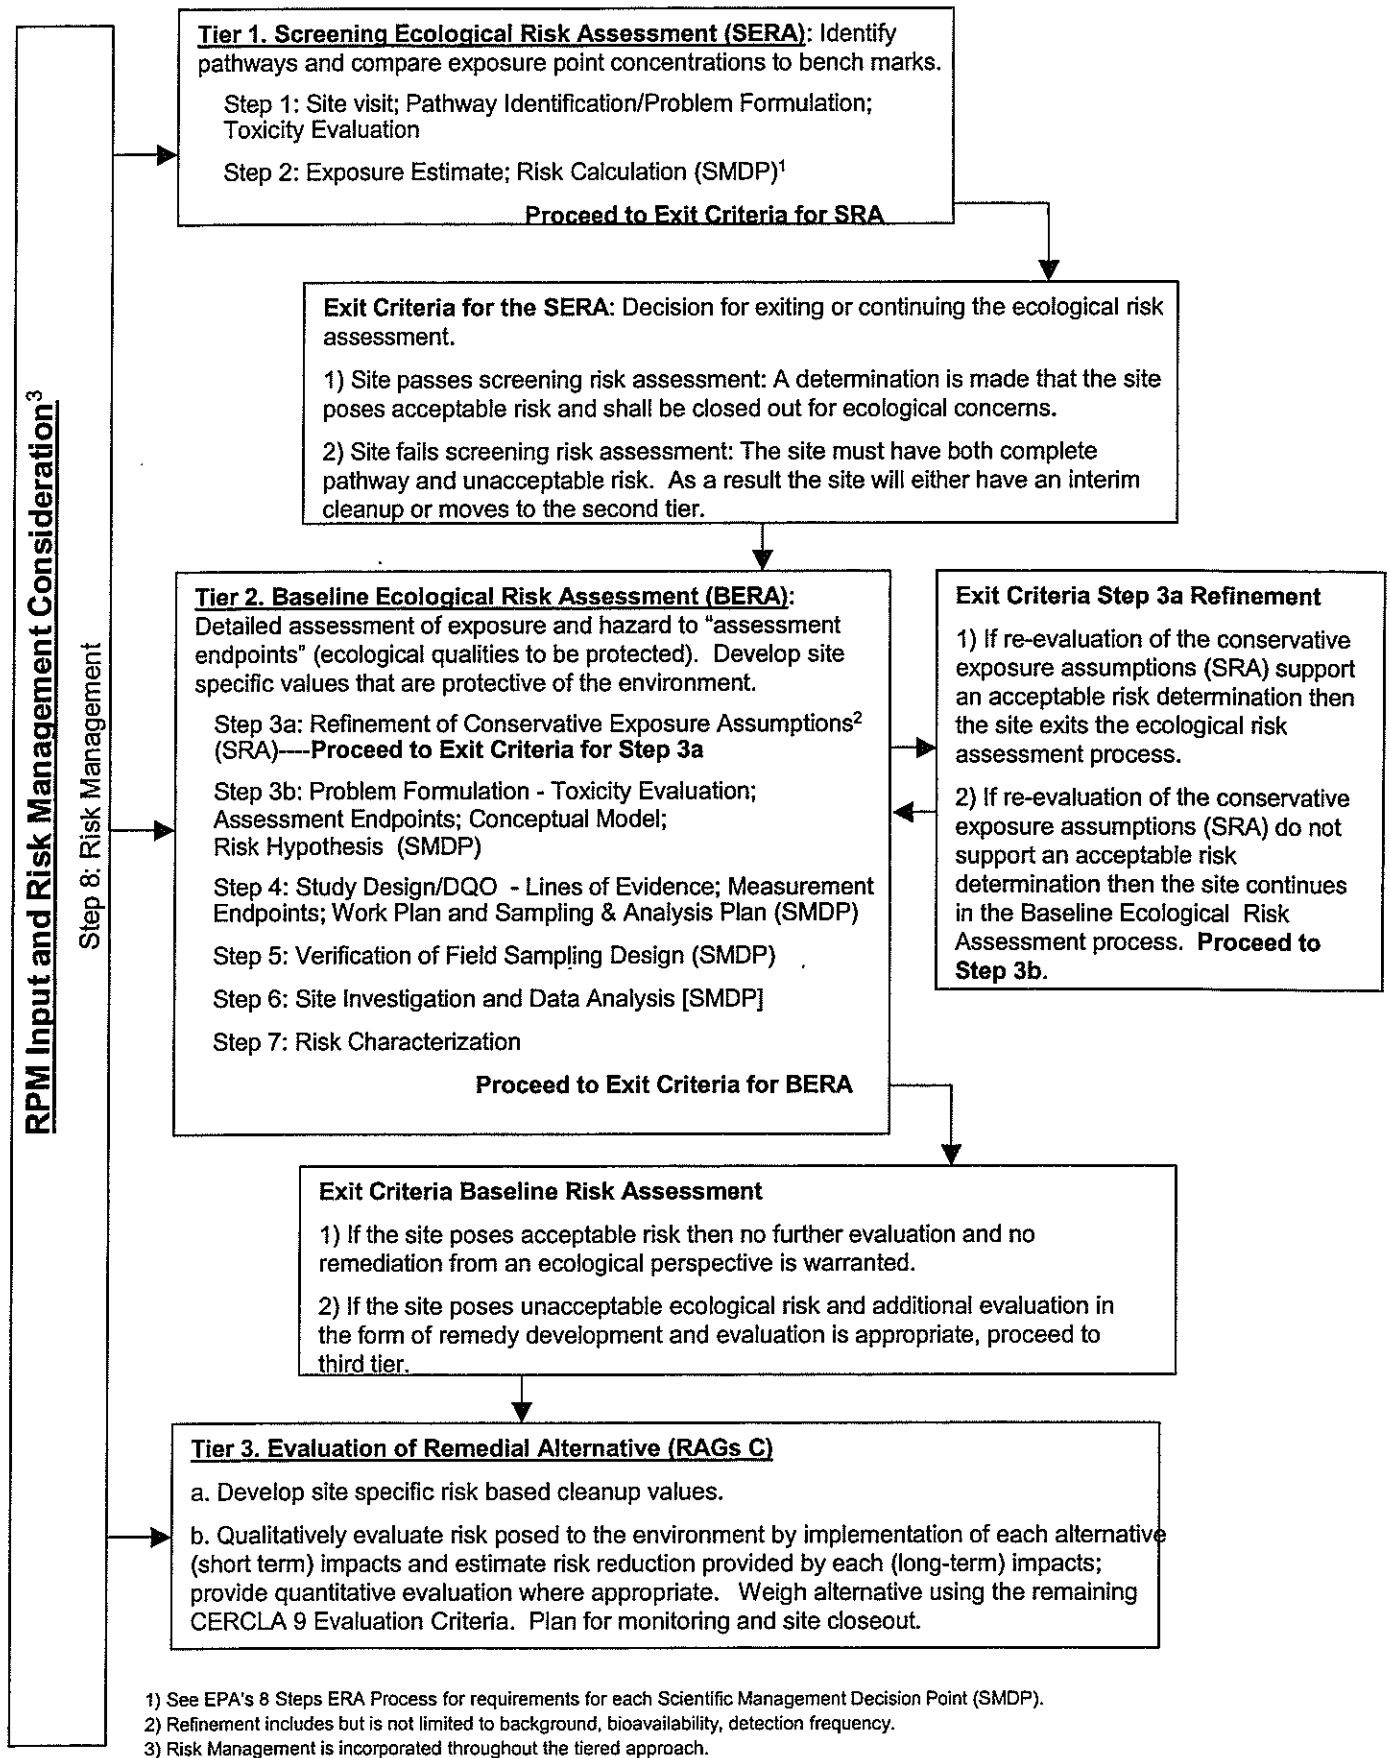 RPM Input and Risk Management Consideration3
Step 8: Risk Management
Tier 1. Screening Ecological Risk Assessment (SERA): Identify
pathways and compare exposure point concentrations to bench marks.
Step 1: Site visit; Pathway Identification/Problem Formulation;
Toxicity Evaluation
Step 2: Exposure Estimate; Risk Calculation (SMDP)1
Proceed to Exit Criteria for SRA
Exit Criteria for the SERA: Decision for exiting or continuing the ecological risk
assessment.
1) Site passes screening risk assessment: A determination is made that the site
poses acceptable risk and shall be closed out for ecological concerns.
2) Site fails screening risk assessment: The site must have both complete
pathway and unacceptable risk. As a result the site will either have an interim
cleanup or moves to the second tier.
Tier 2. Baseline Ecological Risk Assessment (BERA):
Detailed assessment of exposure and hazard to "assessment
endpoints" (ecological qualities to be protected). Develop site
specific values that are protective of the environment.
Step 3a: Refinement of Conservative Exposure Assumptions2
(SRA)----Proceed to Exit Criteria for Step 3a
Step 3b: Problem Formulation - Toxicity Evaluation;
Assessment Endpoints; Conceptual Model;
Risk Hypothesis (SMDP)
Step 4: Study Design/DQO - Lines of Evidence; Measurement
Endpoints; Work Plan and Sampling & Analysis Plan (SMDP)
Step 5: Verification of Field Sampling Design (SMDP)
Step 6: Site Investigation and Data Analysis [SMDP]
Step 7: Risk Characterization
Proceed to Exit Criteria for BERA
Exit Criteria Step 3a Refinement
1) If re-evaluation of the conservative
exposure assumptions (SRA) support
an acceptable risk determination then
the site exits the ecological risk
assessment process.
2) If re-evaluation of the conservative
exposure assumptions (SRA) do not
support an acceptable risk
determination then the site continues
in the Baseline Ecological Risk
Assessment process. Proceed to
Step 3b.
Exit Criteria Baseline Risk Assessment
1) If the site poses acceptable risk then no further evaluation and no
remediation from an ecological perspective is warranted.
2) If the site poses unacceptable ecological risk and additional evaluation in
the form of remedy development and evaluation is appropriate, proceed to
third tier.
Tier 3. Evaluation of Remedial Alternative (RAGs C)
a. Develop site specific risk based cleanup values.
b. Qualitatively evaluate risk posed to the environment by implementation of each alternative
(short term) impacts and estimate risk reduction provided by each (long-term) impacts;
provide quantitative evaluation where appropriate. Weigh alternative using the remaining
CERCLA 9 Evaluation Criteria. Plan for monitoring and site closeout.
1) See EPA's 8 Steps ERA Process for requirements for each Scientific Management Decision Point (SMDP).
2) Refinement includes but is not limited to background, bioavailability, detection frequency.
3) Risk Management is incorporated throughout the tiered approach.